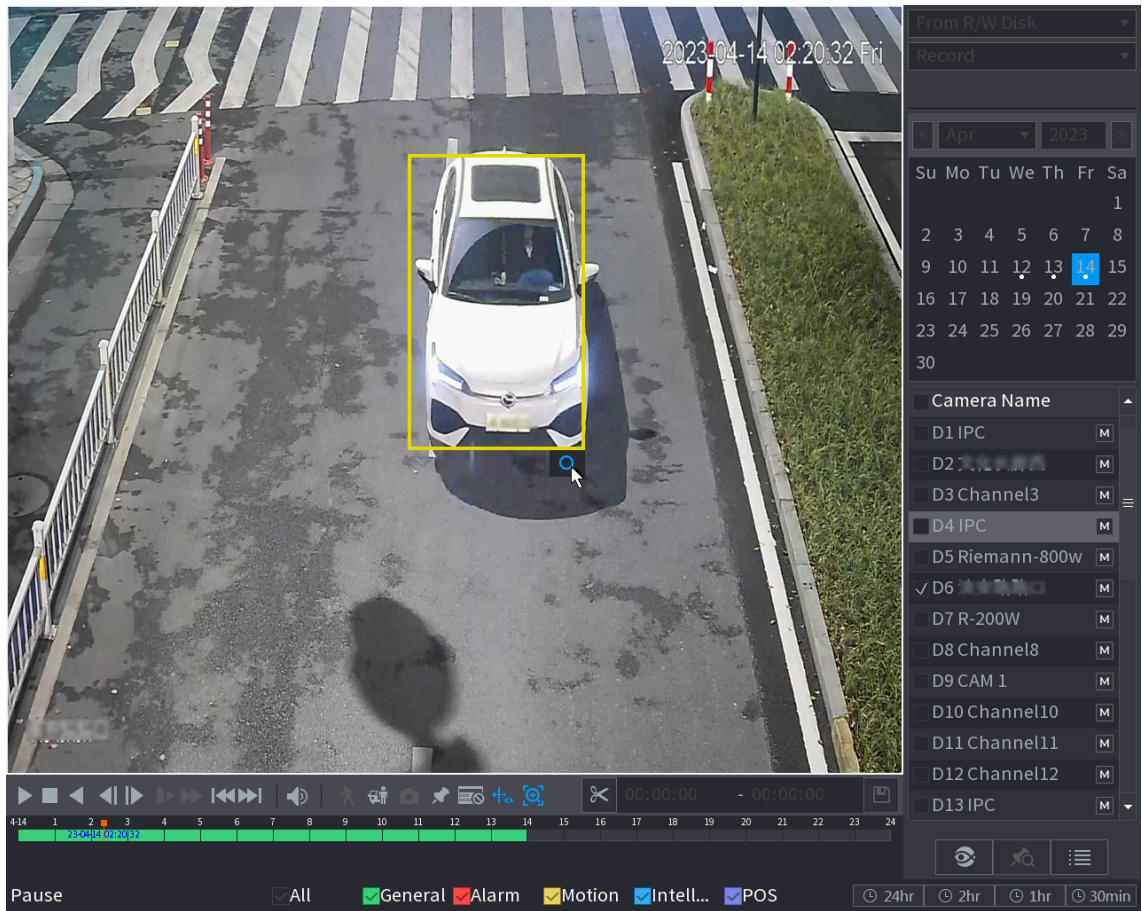 2023-04-14 02:20:32 Fri
From R/W Disk
Record
< Apr 2023 >
Su Mo Tu We Th Fr Sa
1
2 3 4 5 6 7 8
9 10 11 12 13 14 15
16 17 18 19 20 21 22
23 24 25 26 27 28 29
30
Camera Name
D1 IPC M
D2 M
D3 Channel3 M
D4 IPC M
D5 Riemann-800w M
D6 M
D7 R-200W M
D8 Channel8 M
D9 CAM 1 M
D10 Channel10 M
D11 Channel11 M
D12 Channel12 M
D13 IPC M
00:00:00 - 00:00:00
4-14 1 2 3 4 5 6 7 8 9 10 11 12 13 14 15 16 17 18 19 20 21 22 23 24
23-04-14 02:20:32
Pause
All General Alarm Motion Intell... POS
24hr 2hr 1hr 30min